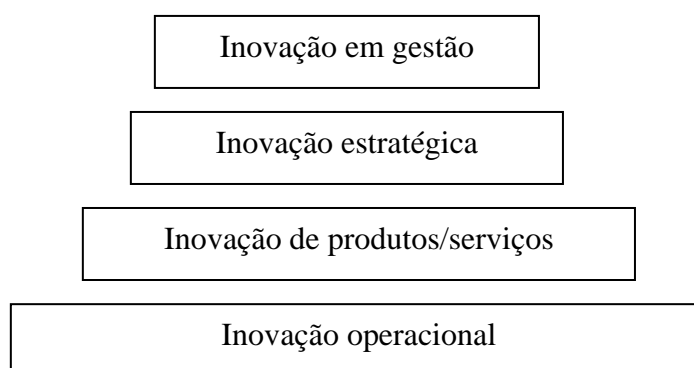 Inovação em gestão
Inovação estratégica
Inovação de produtos/serviços
Inovação operacional